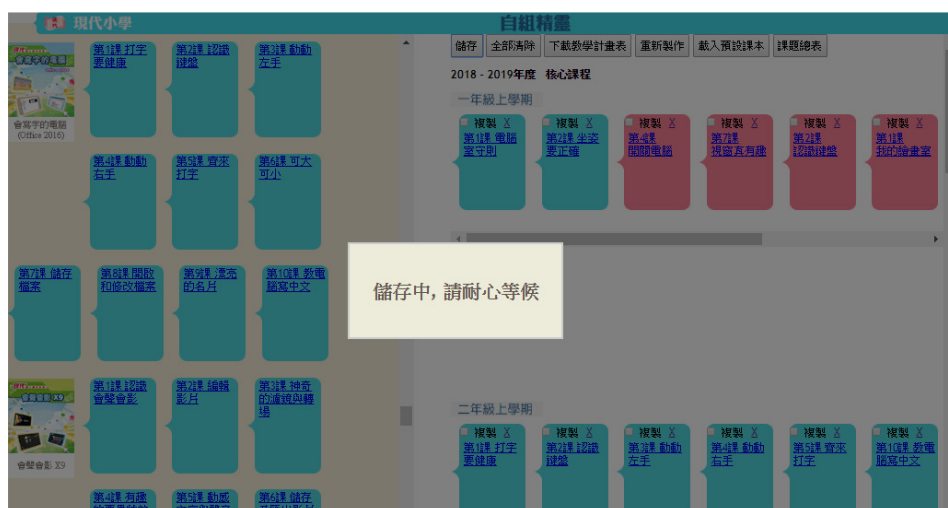 現代小學
自組精靈
會寫字的電腦
(Office 2016)
第1課 打字
要健康
第2課 認識
鍵盤
第3課 動動
左手
第4課 動動
右手
第5課 齊來
打字
第6課 可大
可小
第7課 儲存
檔案
第8課 開啟
和修改檔案
第9課 漂亮
的名片
第10課 教電
腦寫中文
會聲會影 X9
會聲會影 X9
第1課 認識
會聲會影
第2課 編輯
影片
第3課 神奇
的濾鏡與轉
場
第4課 有趣
第5課 動感
第6課 儲存
儲存 全部清除 下載教學計畫表 重新製作 載入預設課本 課題總表
2018 - 2019年度 核心課程
一年級上學期
複製 X
第1課 電腦
室守則
複製 X
第2課 坐姿
要正確
複製 X
第4課
開關電腦
複製 X
第7課
視窗真有趣
複製 X
第2課
認識鍵盤
複製 X
第1課
我的繪畫室
儲存中, 請耐心等候
二年級上學期
複製 X
第1課 打字
要健康
複製 X
第2課 認識
鍵盤
複製 X
第3課 動動
左手
複製 X
第4課 動動
右手
複製 X
第5課 齊來
打字
複製 X
第10課 教電
腦寫中文